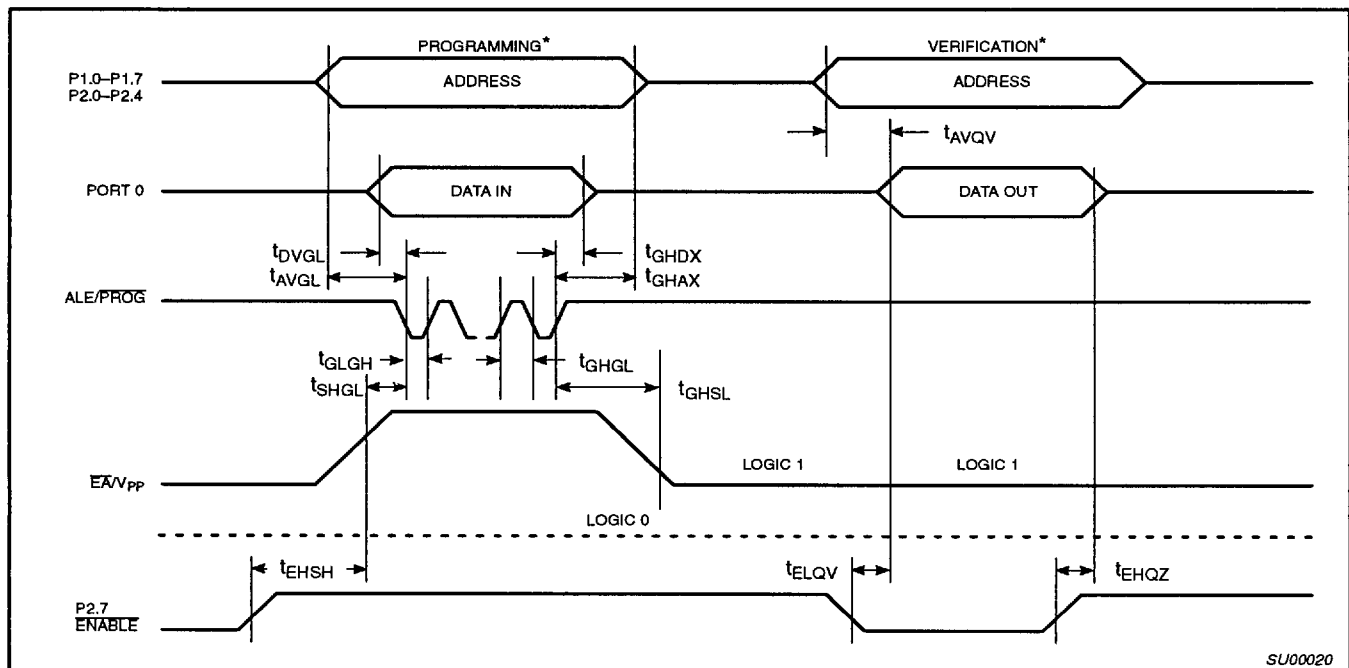 PROGRAMMING*
VERIFICATION*
P1.0–P1.7
P2.0–P2.4
ADDRESS
ADDRESS
tAVQV
PORT 0
DATA IN
DATA OUT
tDVGL
tGHDX
tAVGL
tGHAX
ALE/PROG
tGLGH
tGHGL
tSHGL
tGHSL
LOGIC 1
LOGIC 1
EA/VPP
LOGIC 0
tEHSH
tELQV
tEHQZ
P2.7
ENABLE
SU00020